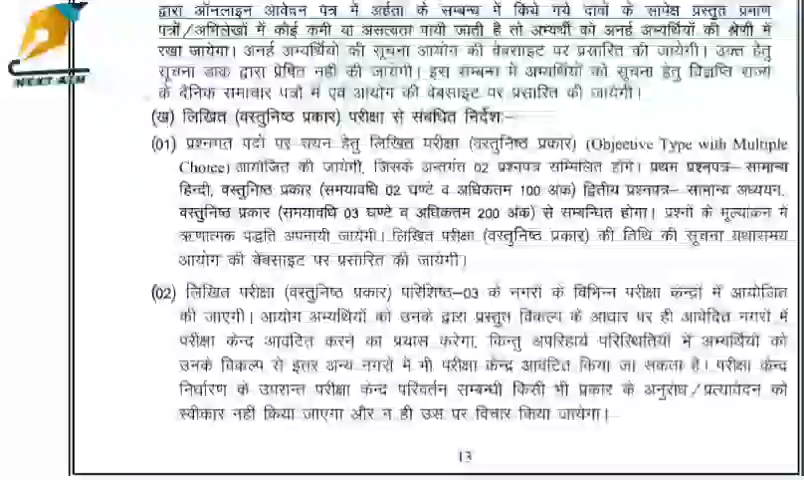 NEXT AIM
द्वारा ऑनलाइन आवेदन पत्र में अर्हता के सम्बन्ध में किये गये दावों के सापेक्ष प्रस्तुत प्रमाण
पत्रों/अभिलेखों में कोई कमी या असत्यता पायी जाती है तो अभ्यर्थी को अनर्ह अभ्यर्थियों की श्रेणी में
रखा जायेगा। अनर्ह अभ्यर्थियों की सूचना आयोग की वेबसाइट पर प्रसारित की जायेगी। उक्त हेतु
सूचना डाक द्वारा प्रेषित नहीं की जायेगी। इस सम्बन्ध में अभ्यर्थियों को सूचना हेतु विज्ञप्ति राज्य
के दैनिक समाचार पत्रों में एवं आयोग की वेबसाइट पर प्रसारित की जायेगी।
(ख) लिखित (वस्तुनिष्ठ प्रकार) परीक्षा से संबंधित निर्देश:–
(01) प्रश्नगत पदों पर चयन हेतु लिखित परीक्षा (वस्तुनिष्ठ प्रकार) (Objective Type with Multiple
Choice) आयोजित की जायेगी, जिसके अन्तर्गत 02 प्रश्नपत्र सम्मिलित होंगे। प्रथम प्रश्नपत्र– सामान्य
हिन्दी, वस्तुनिष्ठ प्रकार (समयावधि 02 घण्टे व अधिकतम 100 अंक) द्वितीय प्रश्नपत्र– सामान्य अध्ययन,
वस्तुनिष्ठ प्रकार (समयावधि 03 घण्टे व अधिकतम 200 अंक) से सम्बन्धित होगा। प्रश्नों के मूल्यांकन में
ऋणात्मक पद्धति अपनायी जायेगी। लिखित परीक्षा (वस्तुनिष्ठ प्रकार) की तिथि की सूचना यथासमय
आयोग की वेबसाइट पर प्रसारित की जायेगी।
(02) लिखित परीक्षा (वस्तुनिष्ठ प्रकार) परिशिष्ठ–03 के नगरों के विभिन्न परीक्षा केन्द्रों में आयोजित
की जाएगी। आयोग अभ्यर्थियों को उनके द्वारा प्रस्तुत विकल्प के आधार पर ही आवेदित नगरों में
परीक्षा केन्द्र आवंटित करने का प्रयास करेगा, किन्तु अपरिहार्य परिस्थितियों में अभ्यर्थियों को
उनके विकल्प से इतर अन्य नगरों में भी परीक्षा केन्द्र आवंटित किया जा सकता है। परीक्षा केन्द्र
निर्धारण के उपरान्त परीक्षा केन्द्र परिवर्तन सम्बन्धी किसी भी प्रकार के अनुरोध/प्रत्यावेदन को
स्वीकार नहीं किया जाएगा और न ही उस पर विचार किया जायेगा।
13